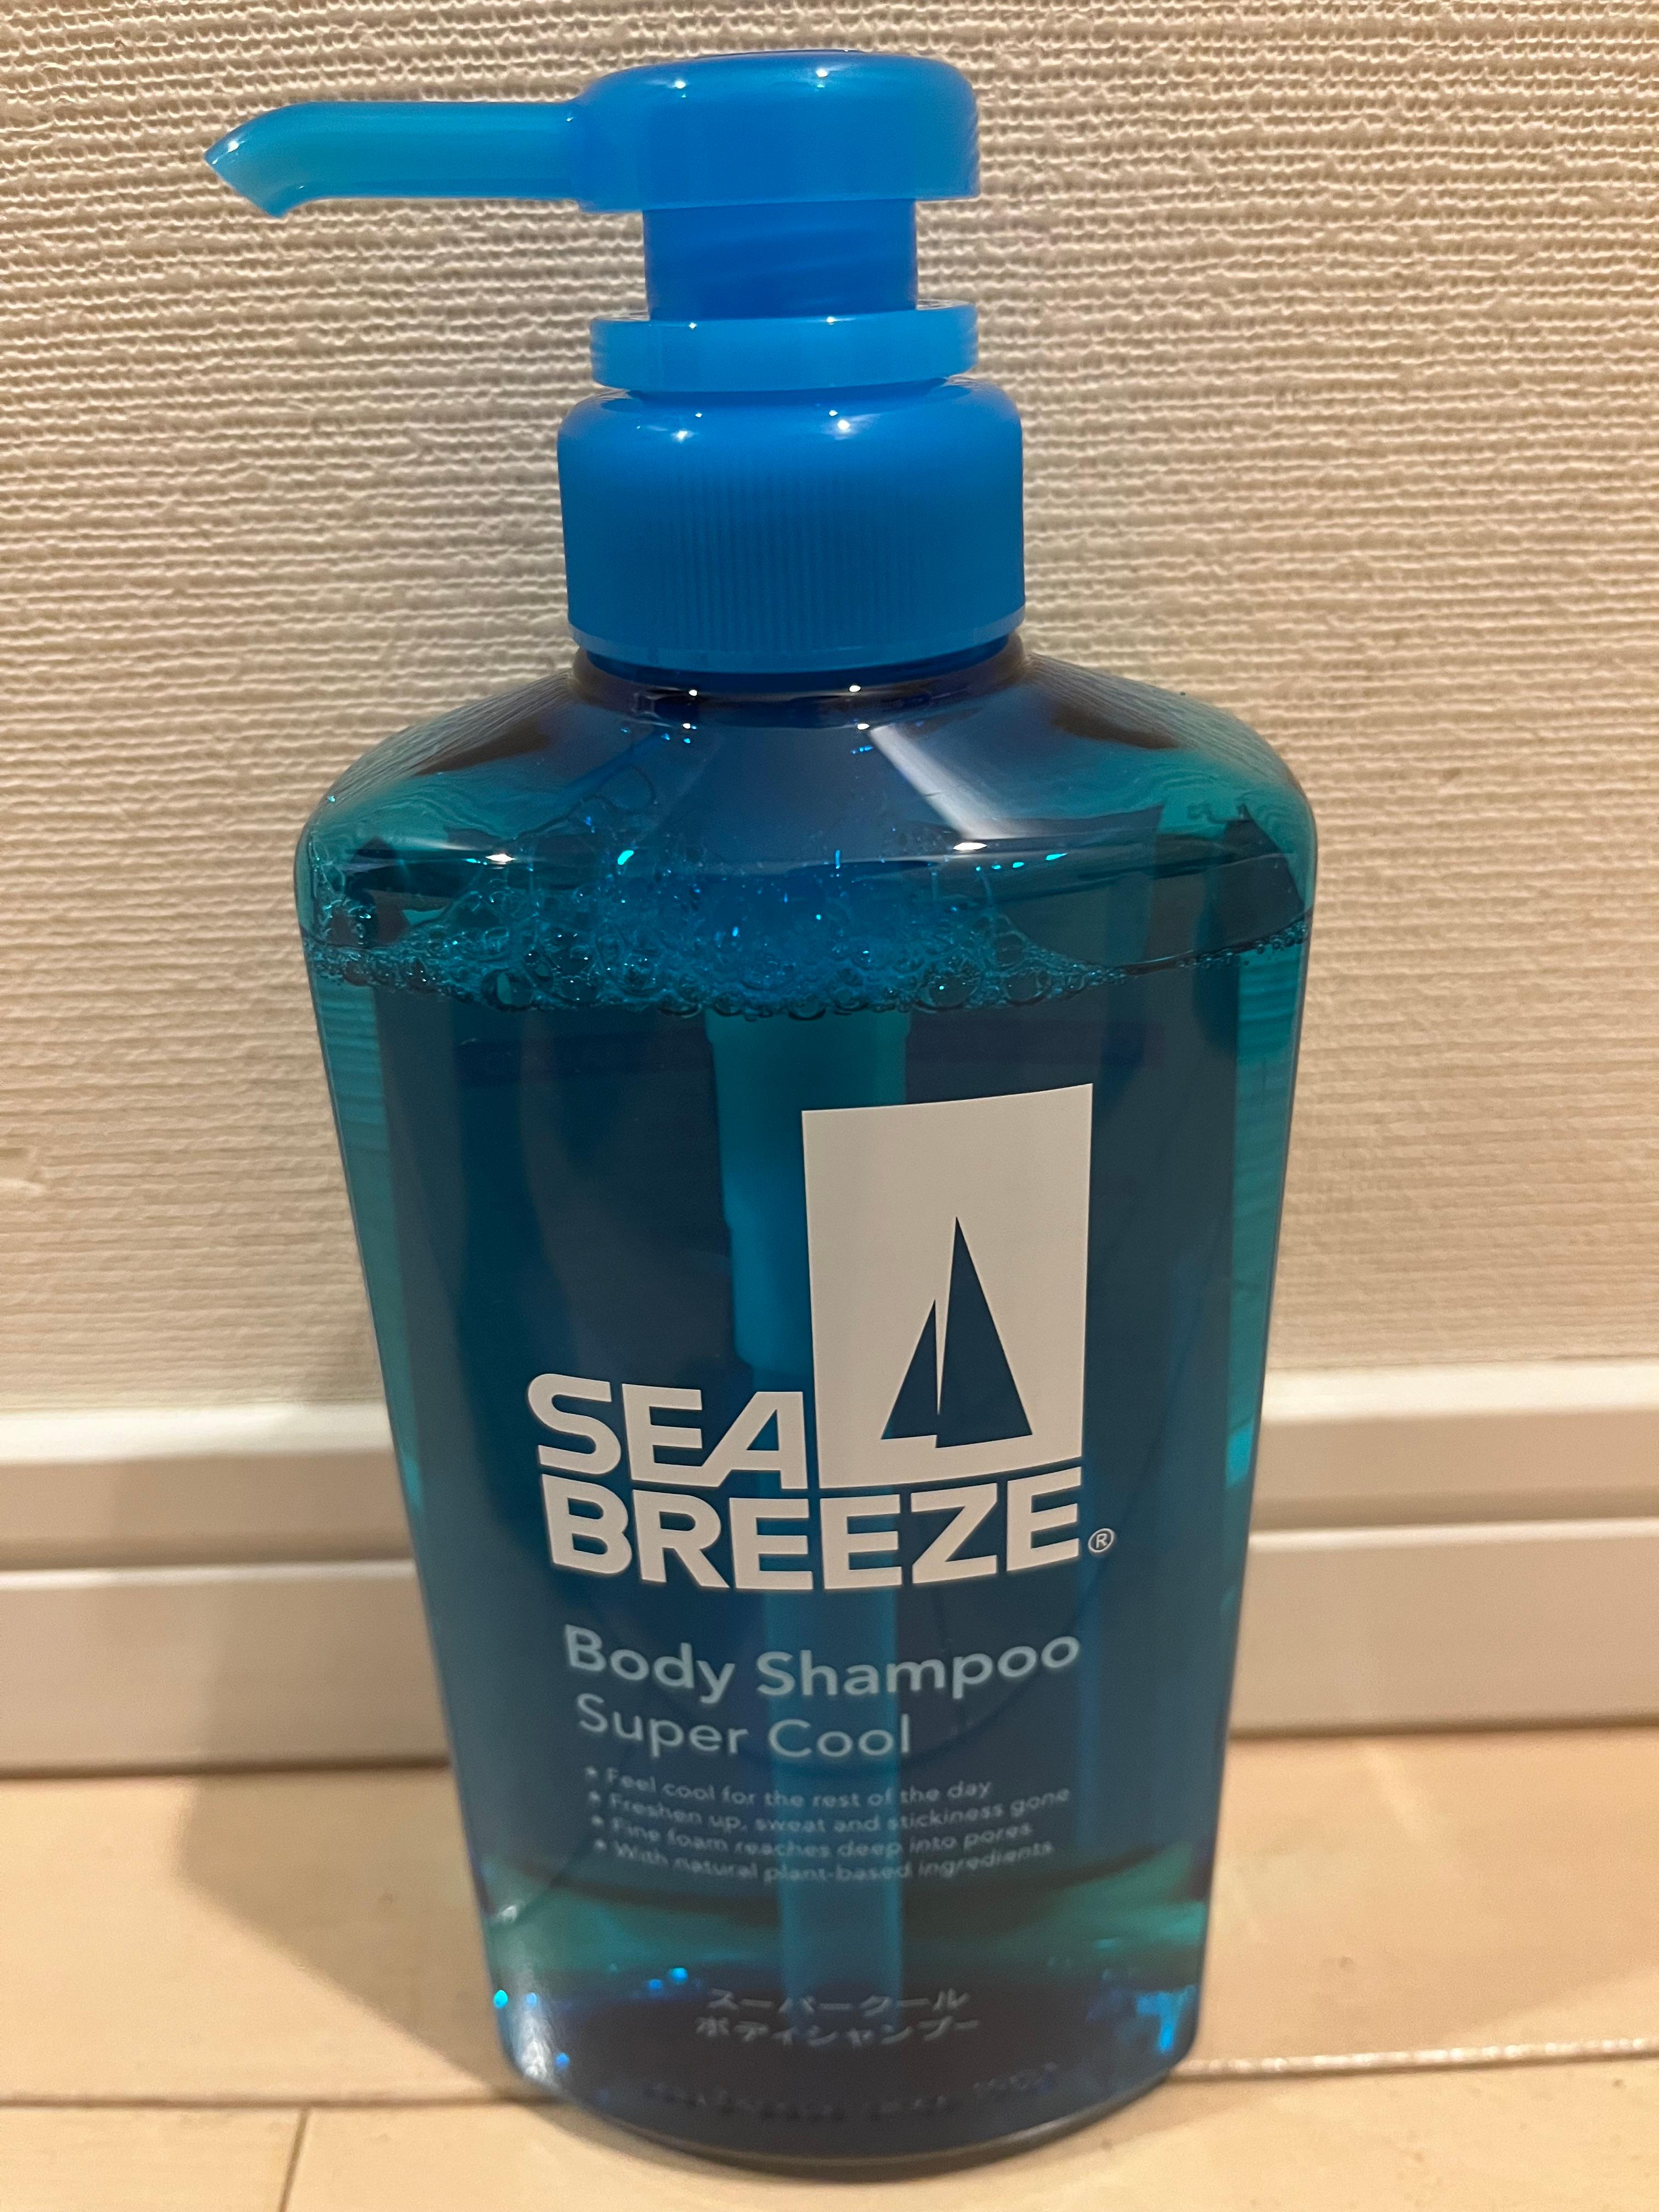 SEA
BREEZE®
Body Shampoo
Super Cool
• Feel cool for the rest of the day
• Freshen up, sweat and stickiness gone
• Fine foam reaches deep into pores
• With natural plant-based ingredients
スーパークール
ボディシャンプー